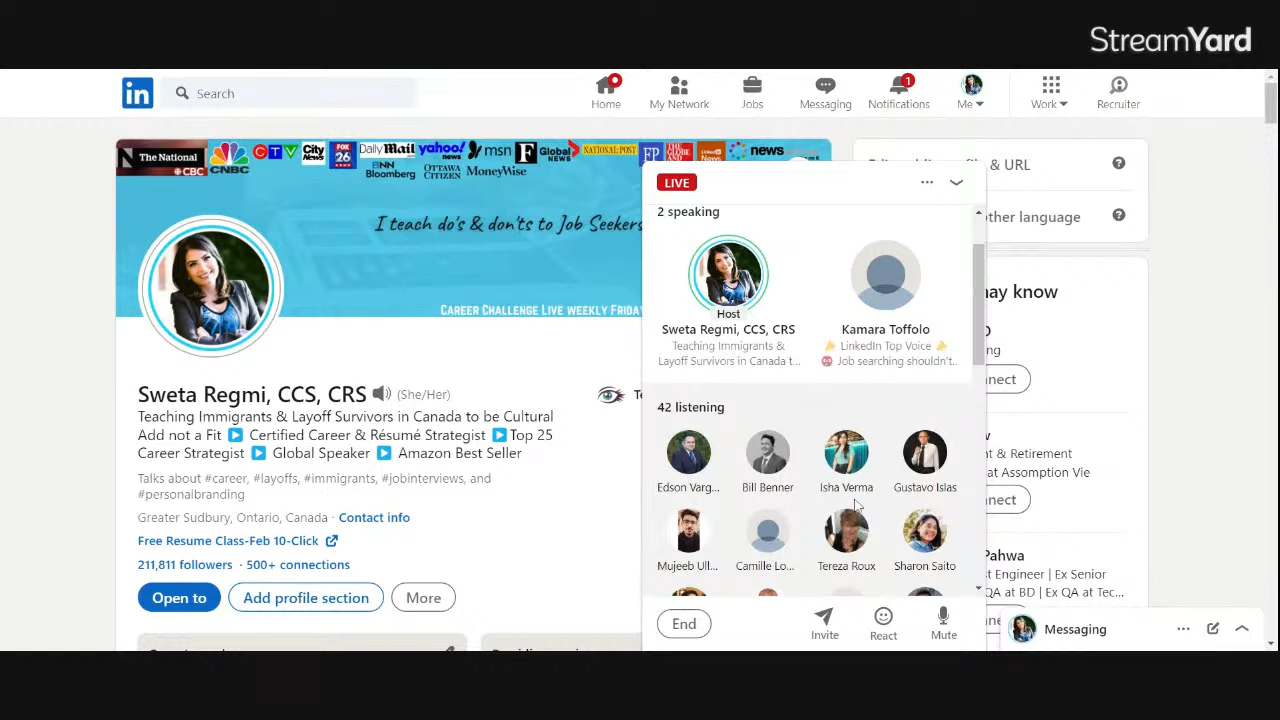 StreamYard
in
Search
Home
My Network
Jobs
1
Messaging
Notifications
Me
Work
Recruiter
The National
CBC
CNBC
CTV
City News
FOX 26 NEWS
Daily Mail
yahoo!
news
msn
F
Global NEWS
NATIONAL POST
FP
THE GLOBE AND
LinkedIn News
news
BNN Bloomberg
OTTAWA CITIZEN
MoneyWise
I teach do's & don'ts to Job Seekers
CAREER CHALLENGE LIVE WEEKLY FRIDAY
& URL
other language
may know
LIVE
2 speaking
Host
Sweta Regmi, CCS, CRS
Teaching Immigrants &
Layoff Survivors in Canada t...
Kamara Toffolo
LinkedIn Top Voice
Job searching shouldn't..
42 listening
Edson Varg...
Bill Benner
Isha Verma
Gustavo Islas
Mujeeb Ull...
Camille Lo...
Tereza Roux
Sharon Saito
End
Invite
React
Mute
Sweta Regmi, CCS, CRS
(She/Her)
Teaching Immigrants & Layoff Survivors in Canada to be Cultural
Add not a Fit ▶ Certified Career & Résumé Strategist ▶Top 25
Career Strategist ▶ Global Speaker ▶ Amazon Best Seller
Talks about #career, #layoffs, #immigrants, #jobinterviews, and
#personalbranding
Greater Sudbury, Ontario, Canada · Contact info
Free Resume Class-Feb 10-Click
211,811 followers · 500+ connections
Open to
Add profile section
More
& Retirement
at Assomption Vie
Pahwa
Engineer | Ex Senior
QA at BD | Ex QA at Tec...
Messaging